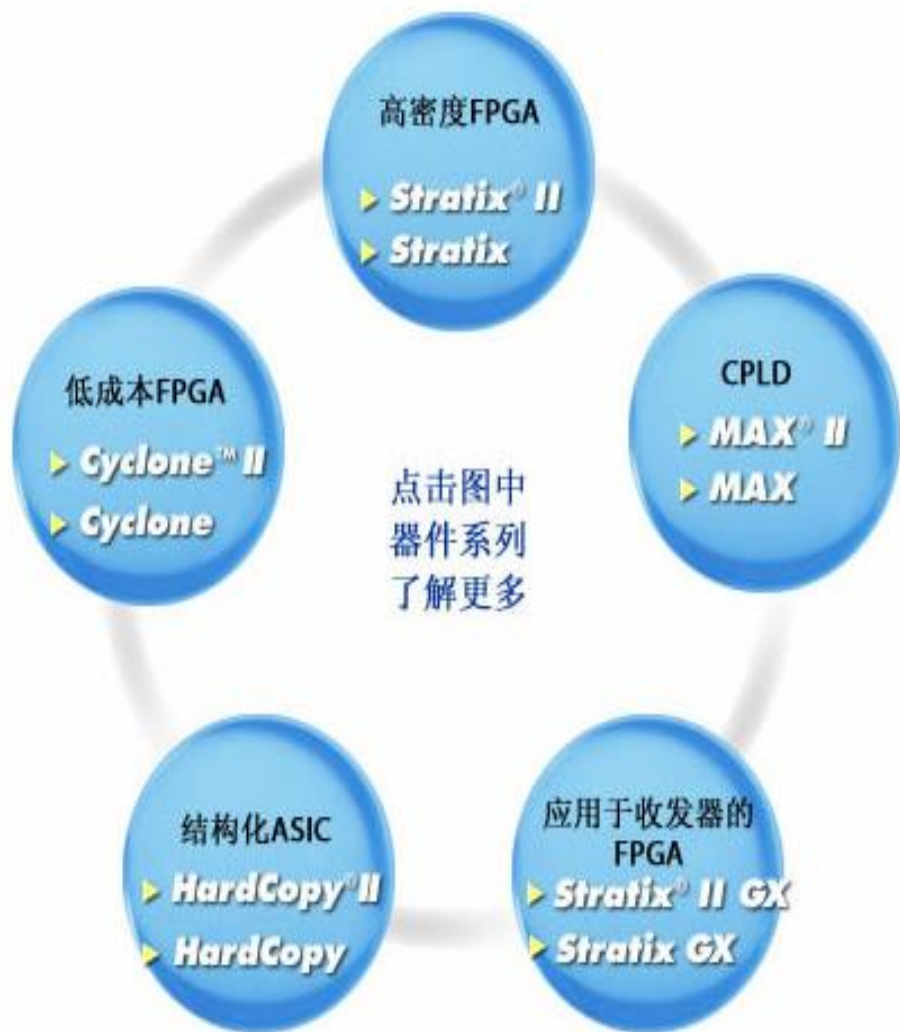 高密度FPGA
Stratix® II
Stratix
低成本FPGA
Cyclone™ II
Cyclone
CPLD
MAX® II
MAX
点击图中
器件系列
了解更多
结构化ASIC
HardCopy® II
HardCopy
应用于收发器的
FPGA
Stratix® II GX
Stratix GX